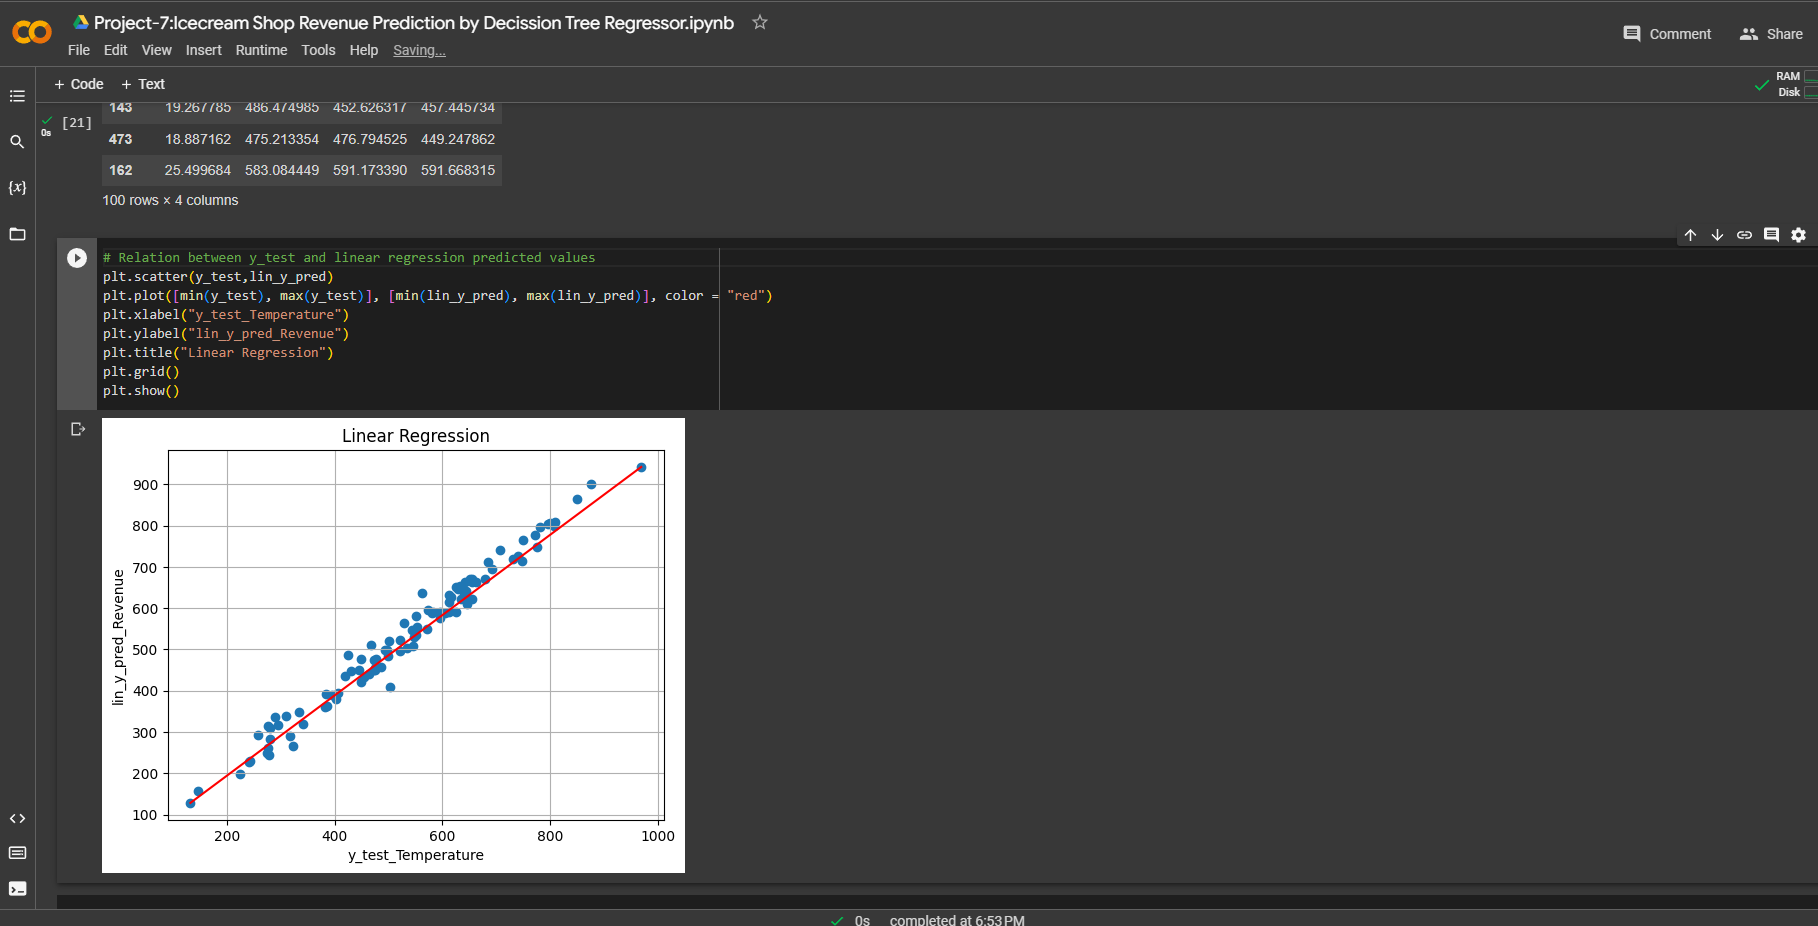 Project-7:Icecream Shop Revenue Prediction by Decission Tree Regressor.ipynb
File Edit View Insert Runtime Tools Help Saving...
Comment Share
+ Code + Text
RAM
Disk
0s
[21]
143 19.267785 486.474985 452.626317 457.445734
473 18.887162 475.213354 476.794525 449.247862
162 25.499684 583.084449 591.173390 591.668315
100 rows × 4 columns
{x}
# Relation between y_test and linear regression predicted values
plt.scatter(y_test,lin_y_pred)
plt.plot([min(y_test), max(y_test)], [min(lin_y_pred), max(lin_y_pred)], color = "red")
plt.xlabel("y_test_Temperature")
plt.ylabel("lin_y_pred_Revenue")
plt.title("Linear Regression")
plt.grid()
plt.show()
Linear Regression
900
800
700
600
500
400
300
200
100
lin_y_pred_Revenue
200 400 600 800 1000
y_test_Temperature
0s completed at 6:53 PM